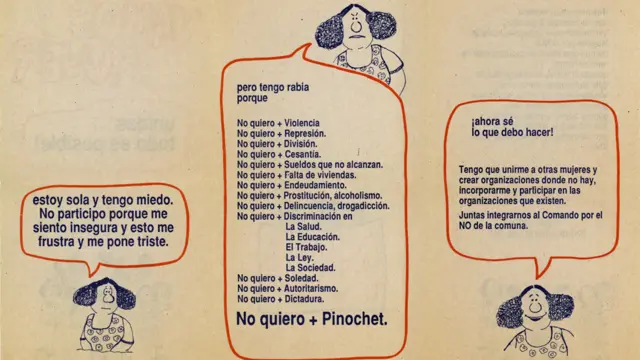 estoy sola y tengo miedo.
No participo porque me
siento insegura y esto me
frustra y me pone triste.
pero tengo rabia
porque
No quiero + Violencia
No quiero + Represión.
No quiero + División.
No quiero + Cesantía.
No quiero + Sueldos que no alcanzan.
No quiero + Falta de viviendas.
No quiero + Endeudamiento.
No quiero + Prostitución, alcoholismo.
No quiero + Delincuencia, drogadicción.
No quiero + Discriminación en
La Salud.
La Educación.
El Trabajo.
La Ley.
La Sociedad.
No quiero + Soledad.
No quiero + Autoritarismo.
No quiero + Dictadura.
No quiero + Pinochet.
¡ahora sé
lo que debo hacer!
Tengo que unirme a otras mujeres y
crear organizaciones donde no hay,
incorporarme y participar en las
organizaciones que existen.
Juntas integrarnos al Comando por el
NO de la comuna.